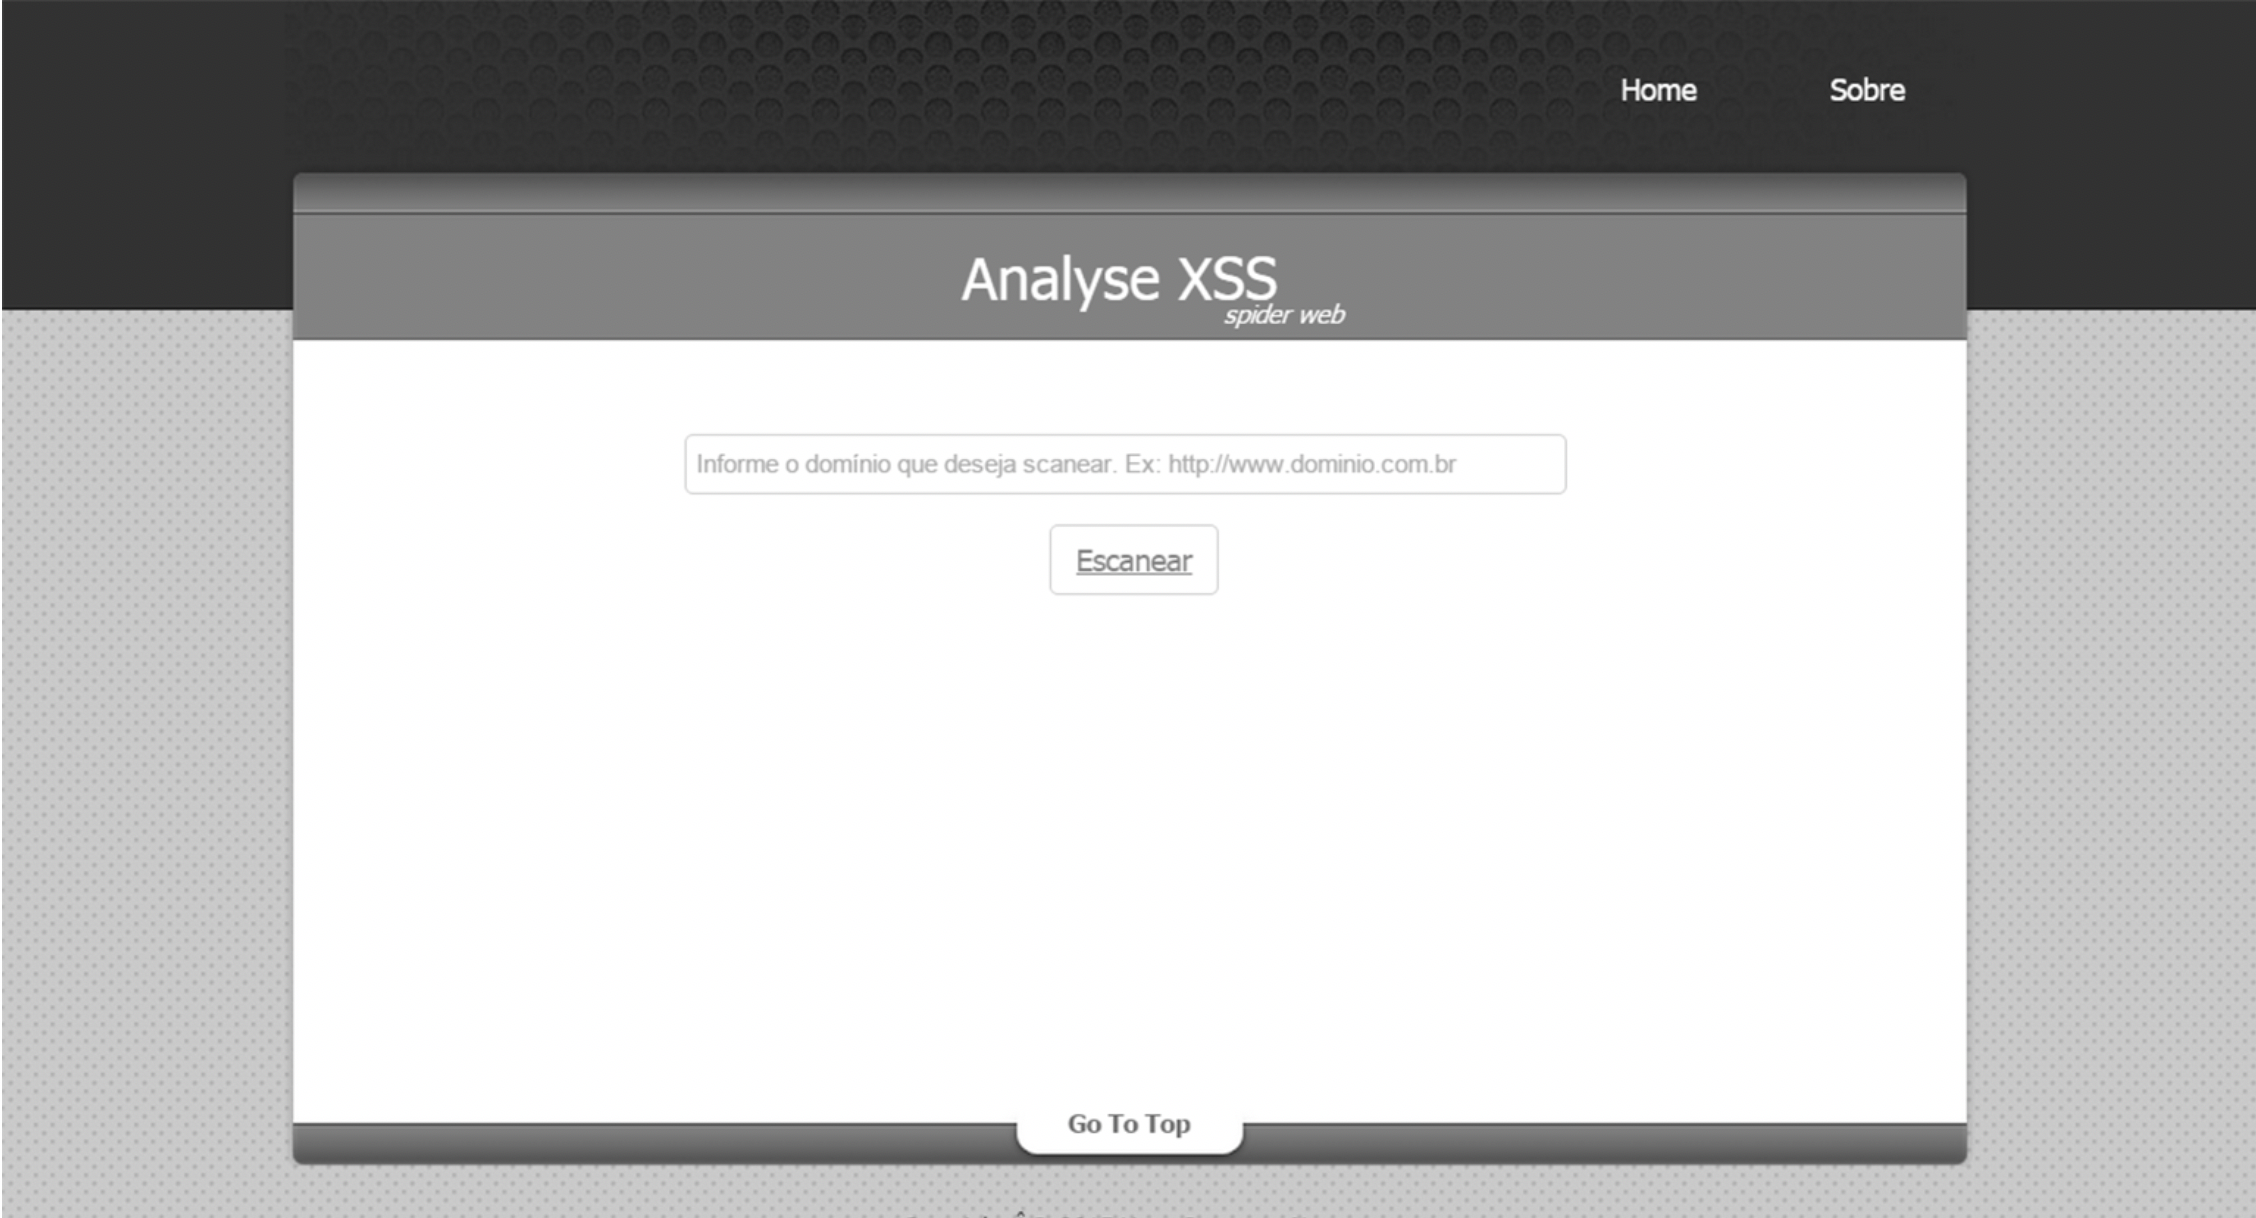 Home Sobre
Analyse XSS
spider web
Informe o domínio que deseja scanear. Ex: http://www.dominio.com.br
Escanear
Go To Top